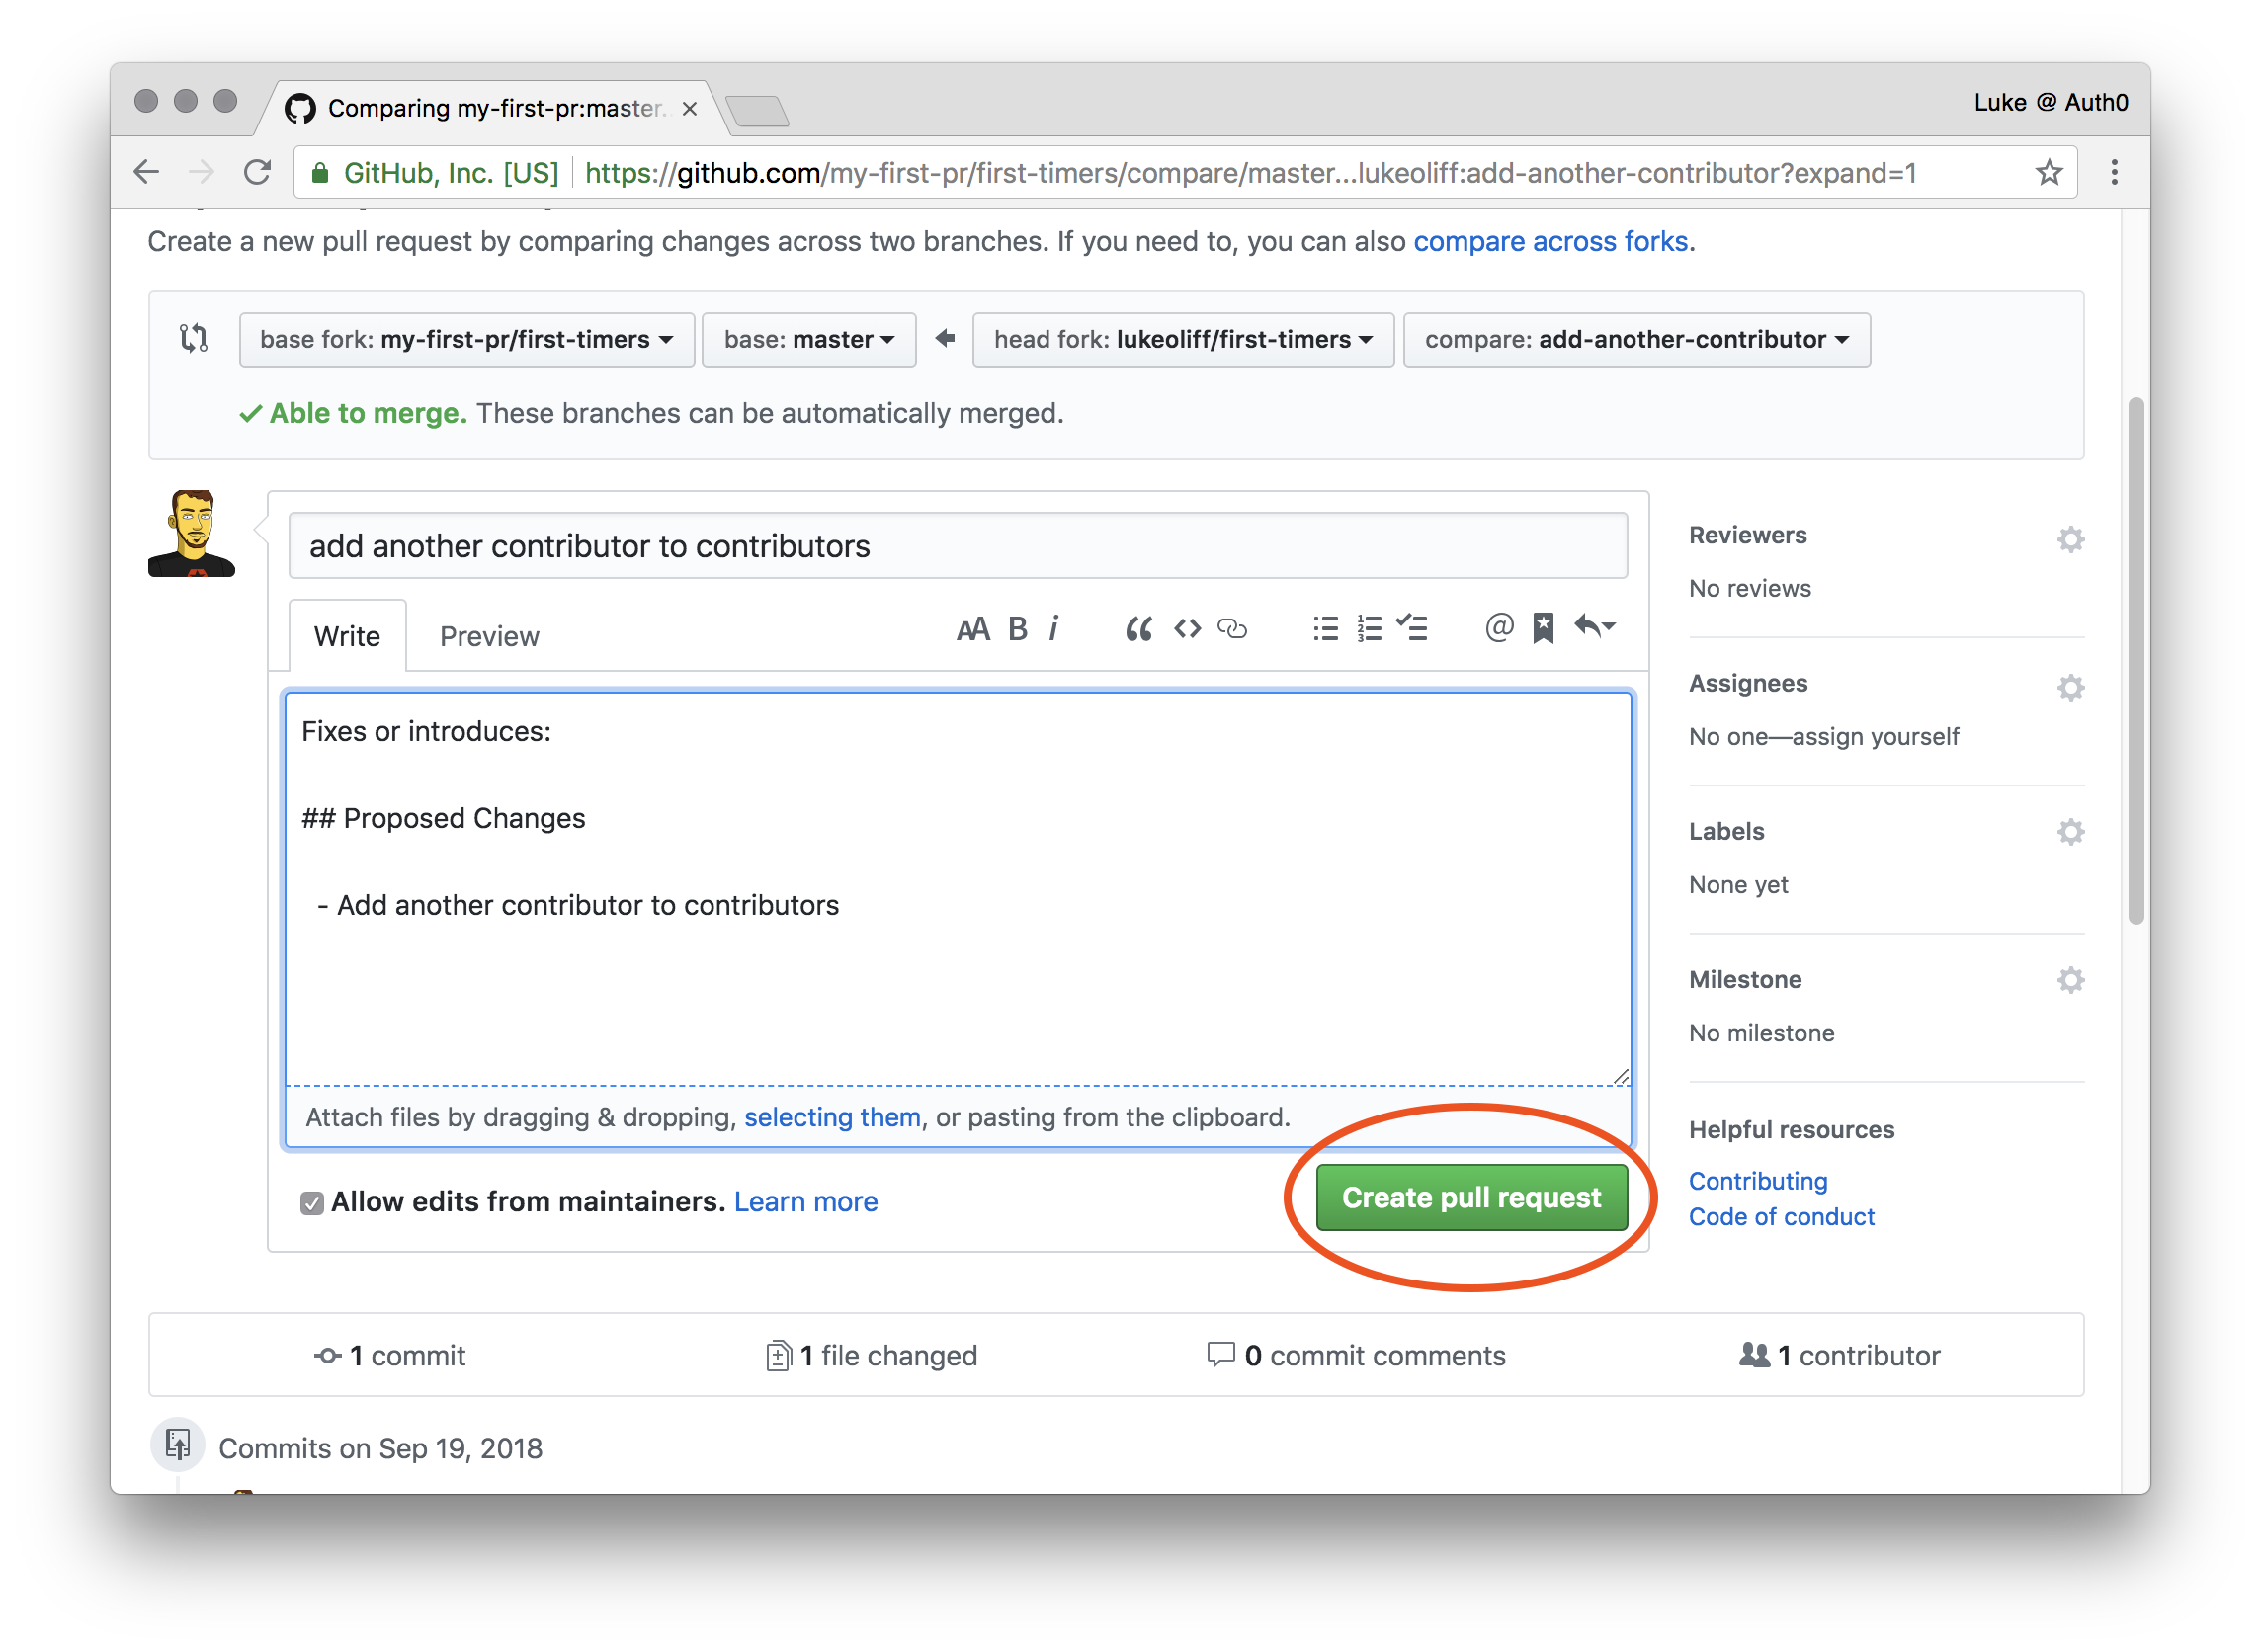 Comparing my-first-pr:master..
Luke @ Auth0
GitHub, Inc. [US] https://github.com/my-first-pr/first-timers/compare/master...lukeoliff:add-another-contributor?expand=1
Create a new pull request by comparing changes across two branches. If you need to, you can also compare across forks.
base fork: my-first-pr/first-timers base: master head fork: lukeoliff/first-timers compare: add-another-contributor
Able to merge. These branches can be automatically merged.
add another contributor to contributors
Write Preview
Fixes or introduces:
## Proposed Changes
- Add another contributor to contributors
Attach files by dragging & dropping, selecting them, or pasting from the clipboard.
Allow edits from maintainers. Learn more
Create pull request
Reviewers
No reviews
Assignees
No one—assign yourself
Labels
None yet
Milestone
No milestone
Helpful resources
Contributing
Code of conduct
1 commit
1 file changed
0 commit comments
1 contributor
Commits on Sep 19, 2018